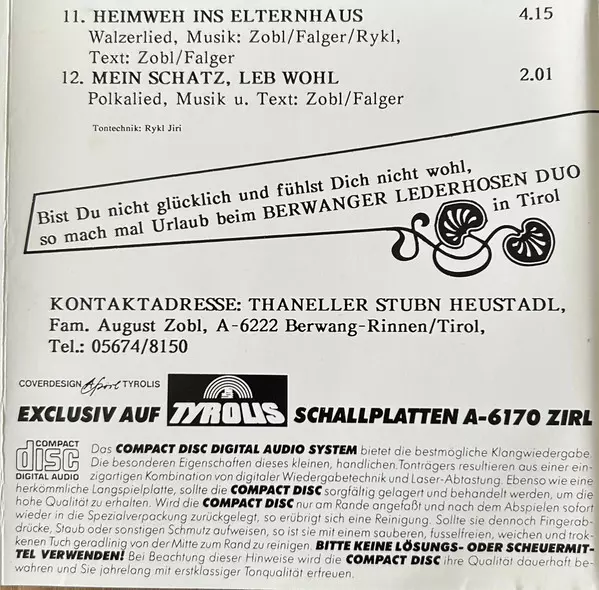 11. HEIMWEH INS ELTERNHAUS 4.15
Walzerlied, Musik: Zobl/Falger/Rykl,
Text: Zobl/Falger
12. MEIN SCHATZ, LEB WOHL 2.01
Polkalied, Musik u. Text: Zobl/Falger
Tontechnik: Rykl Jiri
Bist Du nicht glücklich und fühlst Dich nicht wohl,
so mach mal Urlaub beim BERWANGER LEDERHOSEN DUO
in Tirol
KONTAKTADRESSE: THANELLER STUBN HEUSTADL,
Fam. August Zobl, A-6222 Berwang-Rinnen/Tirol,
Tel.: 05674/8150
COVERDESIGN TYROLIS
EXCLUSIV AUF TYROLIS SCHALLPLATTEN A-6170 ZIRL
COMPACT
disc
DIGITAL AUDIO
Das COMPACT DISC DIGITAL AUDIO SYSTEM bietet die bestmögliche Klangwiedergabe.
Die besonderen Eigenschaften dieses kleinen, handlichen Tonträgers resultieren aus einer ein-
zigartigen Kombination von digitaler Wiedergabetechnik und Laser-Abtastung. Ebenso wie eine
herkömmliche Langspielplatte, sollte die COMPACT DISC sorgfältig gelagert und behandelt werden, um die
hohe Qualität zu erhalten. Wird die COMPACT DISC nur am Rande angefaßt und nach dem Abspielen sofort
wieder in die Spezialverpackung zurückgelegt, so erübrigt sich eine Reinigung. Sollte sie dennoch Fingerab-
drücke, Staub oder sonstigen Schmutz aufweisen, so ist sie mit einem sauberen, fusselfreien, weichen und trok-
kenen Tuch geradlinig von der Mitte zum Rand zu reinigen. BITTE KEINE LÖSUNGS- ODER SCHEUERMIT-
TEL VERWENDEN! Bei Beachtung dieser Hinweise wird die COMPACT DISC ihre Qualität dauerhaft be-
wahren und Sie jahrelang mit erstklassiger Tonqualität erfreuen.